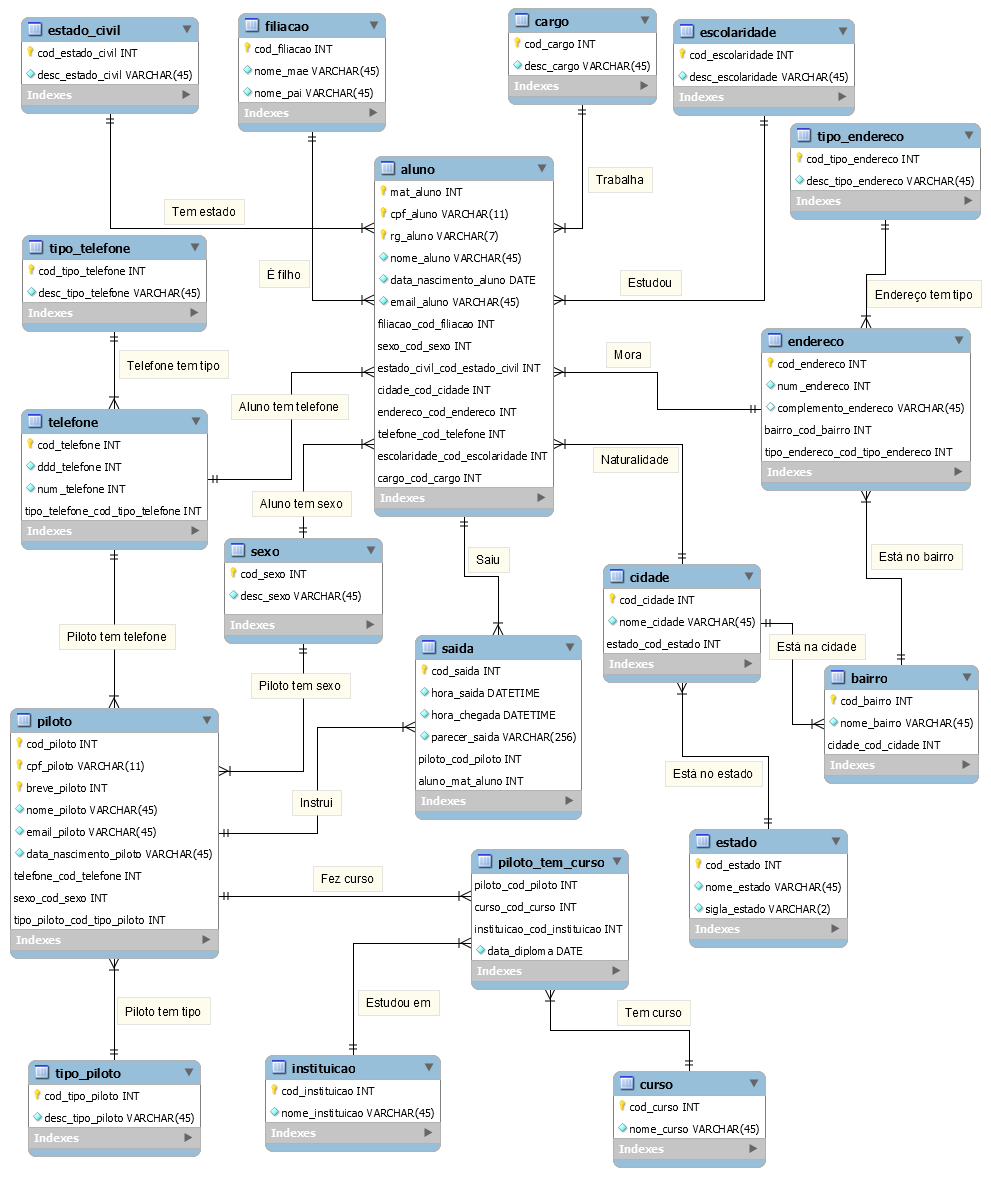 estado_civil
cod_estado_civil INT
desc_estado_civil VARCHAR(45)
Indexes
filiacao
cod_filiacao INT
nome_mae VARCHAR(45)
nome_pai VARCHAR(45)
Indexes
cargo
cod_cargo INT
desc_cargo VARCHAR(45)
Indexes
escolaridade
cod_escolaridade INT
desc_escolaridade VARCHAR(45)
Indexes
tipo_endereco
cod_tipo_endereco INT
desc_tipo_endereco VARCHAR(45)
Indexes
aluno
mat_aluno INT
cpf_aluno VARCHAR(11)
rg_aluno VARCHAR(7)
nome_aluno VARCHAR(45)
data_nascimento_aluno DATE
email_aluno VARCHAR(45)
filiacao_cod_filiacao INT
sexo_cod_sexo INT
estado_civil_cod_estado_civil INT
cidade_cod_cidade INT
endereco_cod_endereco INT
telefone_cod_telefone INT
escolaridade_cod_escolaridade INT
cargo_cod_cargo INT
Indexes
Trabalha
Tem estado
É filho
Estudou
Endereço tem tipo
tipo_telefone
cod_tipo_telefone INT
desc_tipo_telefone VARCHAR(45)
Indexes
Telefone tem tipo
Mora
endereco
cod_endereco INT
num_endereco INT
complemento_endereco VARCHAR(45)
bairro_cod_bairro INT
tipo_endereco_cod_tipo_endereco INT
Indexes
Aluno tem telefone
telefone
cod_telefone INT
ddd_telefone INT
num_telefone INT
tipo_telefone_cod_tipo_telefone INT
Indexes
Naturalidade
Aluno tem sexo
sexo
cod_sexo INT
desc_sexo VARCHAR(45)
Indexes
Saiu
Está no bairro
cidade
cod_cidade INT
nome_cidade VARCHAR(45)
estado_cod_estado INT
Indexes
Piloto tem telefone
Está na cidade
saida
cod_saida INT
hora_saida DATETIME
hora_chegada DATETIME
parecer_saida VARCHAR(256)
piloto_cod_piloto INT
aluno_mat_aluno INT
Indexes
bairro
cod_bairro INT
nome_bairro VARCHAR(45)
cidade_cod_cidade INT
Indexes
Piloto tem sexo
piloto
cod_piloto INT
cpf_piloto VARCHAR(11)
breve_piloto INT
nome_piloto VARCHAR(45)
email_piloto VARCHAR(45)
data_nascimento_piloto VARCHAR(45)
telefone_cod_telefone INT
sexo_cod_sexo INT
tipo_piloto_cod_tipo_piloto INT
Indexes
Instrui
Está no estado
estado
cod_estado INT
nome_estado VARCHAR(45)
sigla_estado VARCHAR(2)
Indexes
Fez curso
piloto_tem_curso
piloto_cod_piloto INT
curso_cod_curso INT
instituicao_cod_instituicao INT
data_diploma DATE
Indexes
Piloto tem tipo
Estudou em
Tem curso
tipo_piloto
cod_tipo_piloto INT
desc_tipo_piloto VARCHAR(45)
Indexes
instituicao
cod_instituicao INT
nome_instituicao VARCHAR(45)
Indexes
curso
cod_curso INT
nome_curso VARCHAR(45)
Indexes